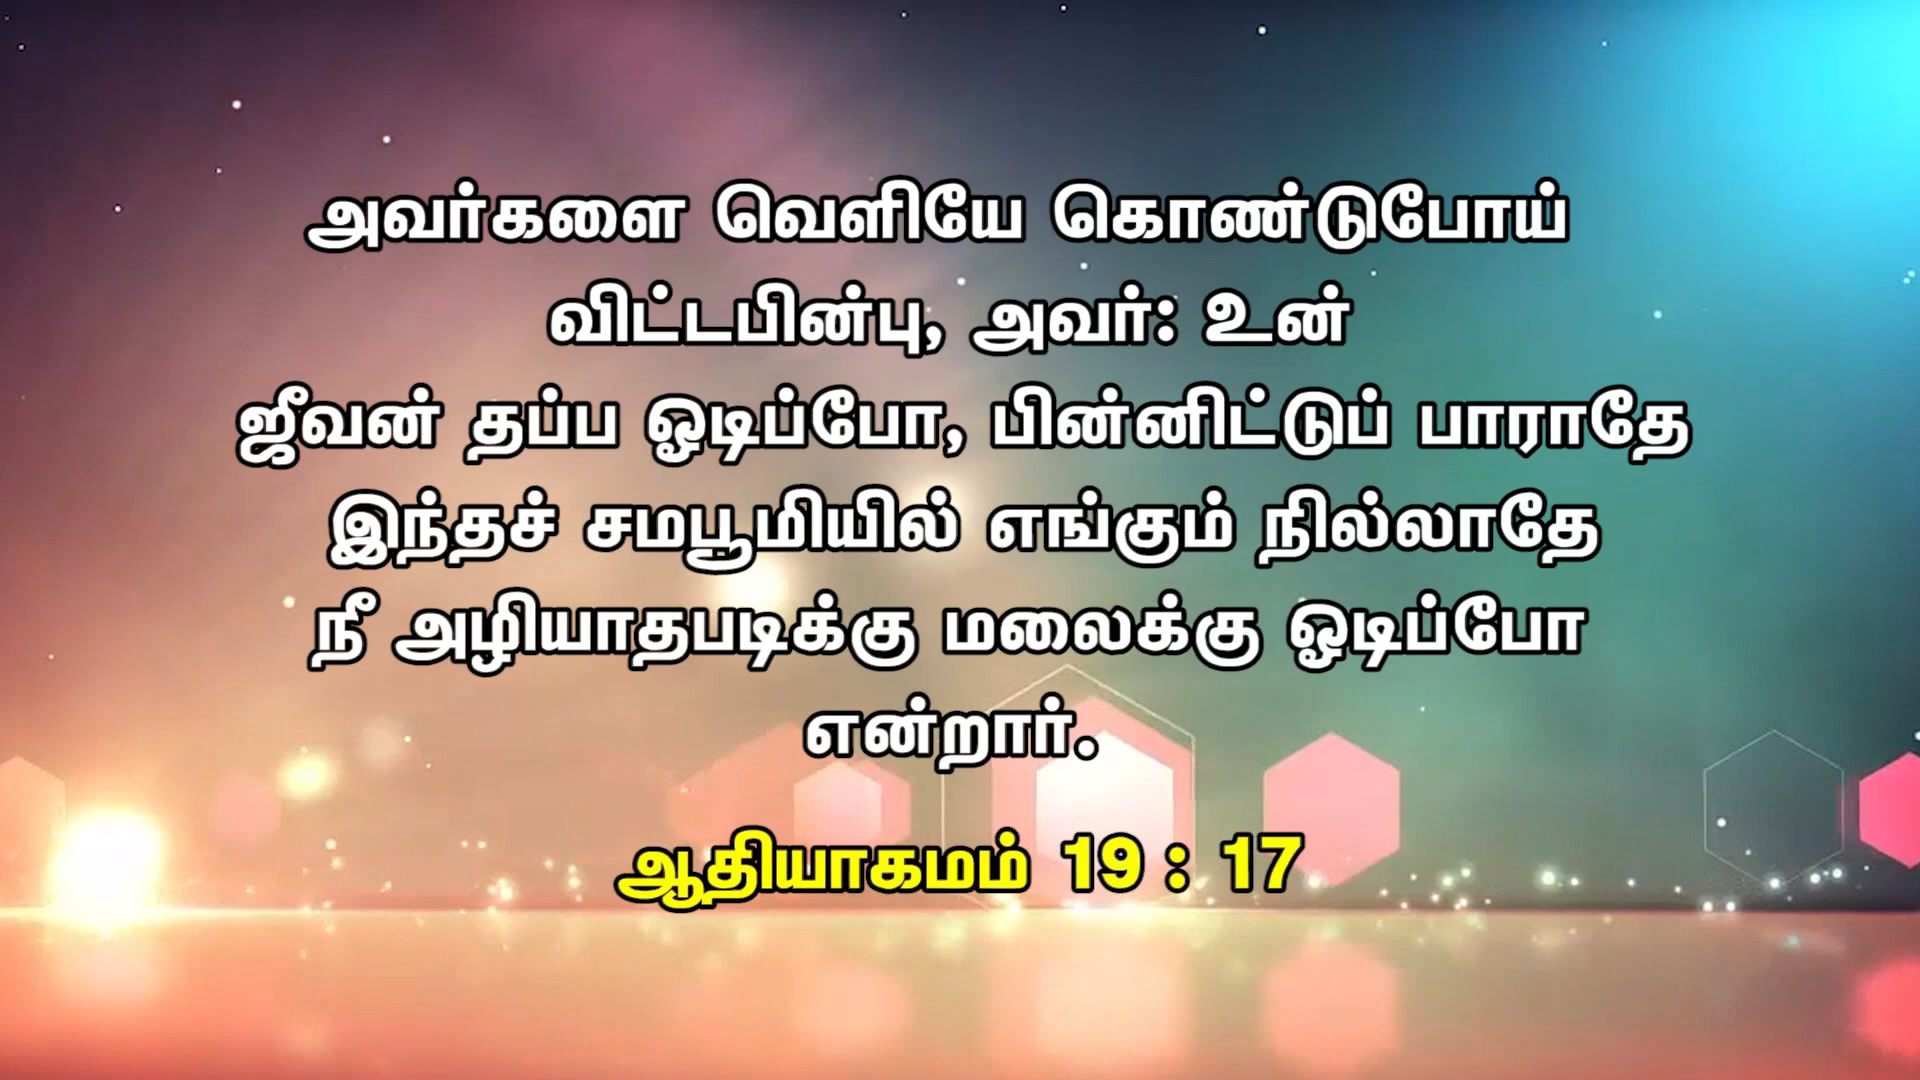 அவர்களை வெளியே கொண்டுபோய்
விட்டபின்பு, அவர்: உன்
ஜீவன் தப்ப ஓடிப்போ, பின்னிட்டுப் பாராதே
இந்தச் சமபூமியில் எங்கும் நில்லாதே
நீ அழியாதபடிக்கு மலைக்கு ஓடிப்போ
என்றார்.
ஆதியாகமம் 19 : 17